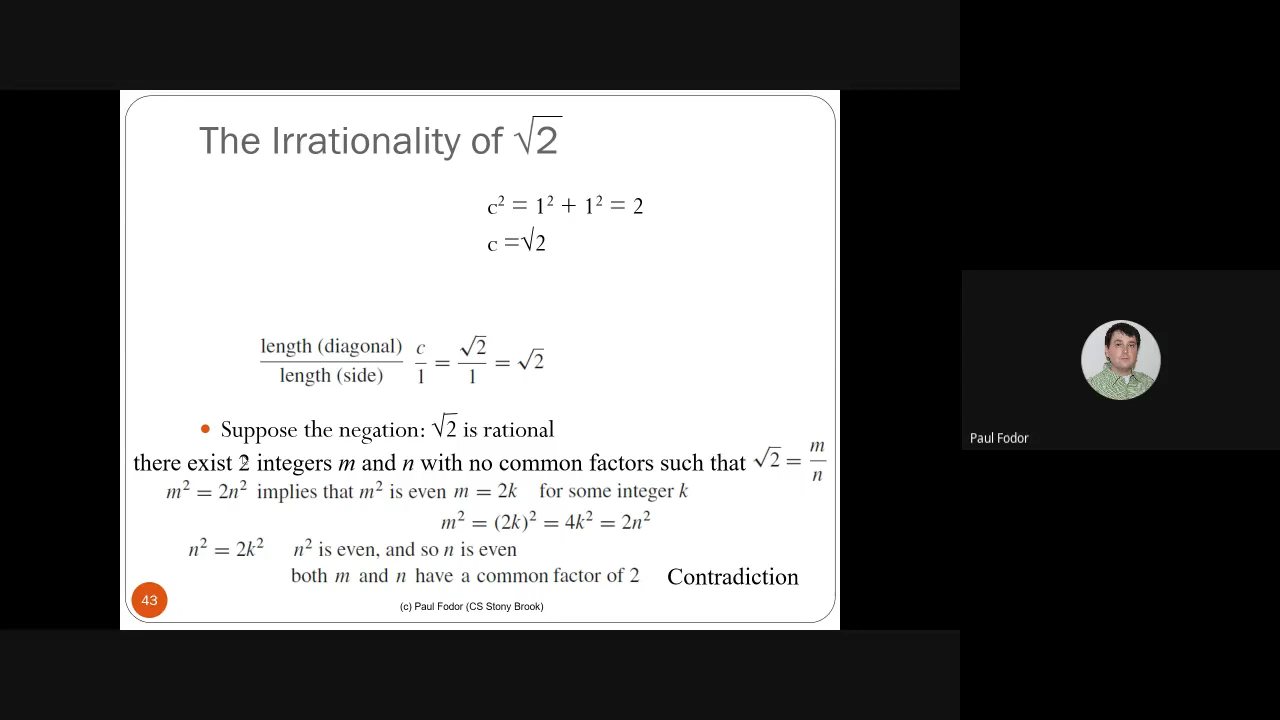 The Irrationality of √2
c² = 1² + 1² = 2
c =√2
length (diagonal) / length (side) c/1 = √2/1 = √2
• Suppose the negation: √2 is rational
there exist 2 integers m and n with no common factors such that √2 = m/n
m² = 2n² implies that m² is even m = 2k for some integer k
m² = (2k)² = 4k² = 2n²
n² = 2k² n² is even, and so n is even
both m and n have a common factor of 2 Contradiction
43
(c) Paul Fodor (CS Stony Brook)
Paul Fodor